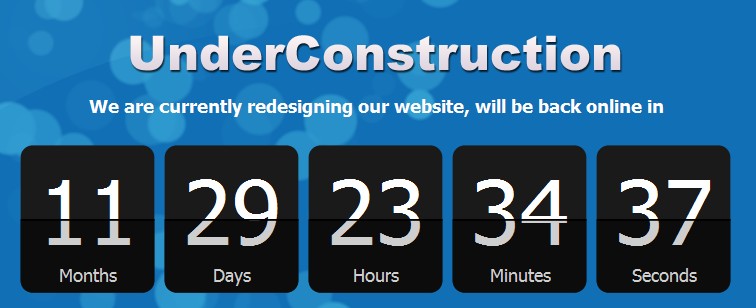 UnderConstruction
We are currently redesigning our website, will be back online in
11 29 23 34 37
Months Days Hours Minutes Seconds